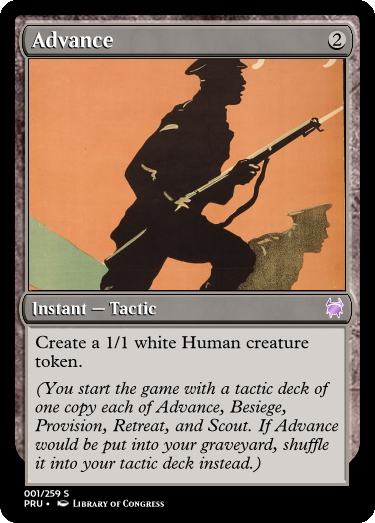 Advance 2
Instant — Tactic
Create a 1/1 white Human creature
token.
(You start the game with a tactic deck of
one copy each of Advance, Besiege,
Provision, Retreat, and Scout. If Advance
would be put into your graveyard, shuffle
it into your tactic deck instead.)
001/259 S
PRU • Library of Congress